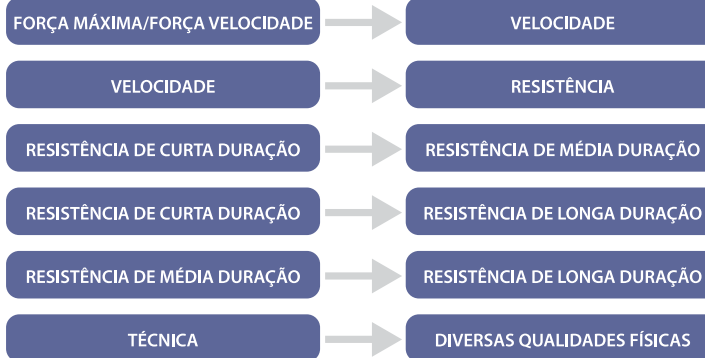 FORÇA MÁXIMA/FORÇA VELOCIDADE
VELOCIDADE
VELOCIDADE
RESISTÊNCIA
RESISTÊNCIA DE CURTA DURAÇÃO
RESISTÊNCIA DE MÉDIA DURAÇÃO
RESISTÊNCIA DE CURTA DURAÇÃO
RESISTÊNCIA DE LONGA DURAÇÃO
RESISTÊNCIA DE MÉDIA DURAÇÃO
RESISTÊNCIA DE LONGA DURAÇÃO
TÉCNICA
DIVERSAS QUALIDADES FÍSICAS